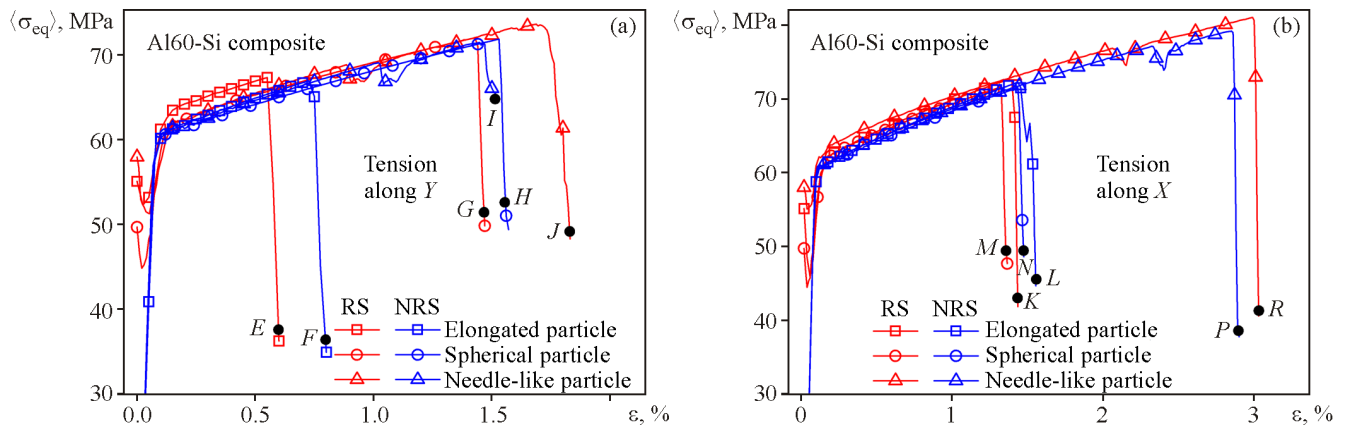 ⟨σeq⟩, MPa
(a)
Al60-Si composite
70
60
50
40
30
Tension
along Y
E
F
G
H
I
J
RS NRS
Elongated particle
Spherical particle
Needle-like particle
0.0 0.5 1.0 1.5 ε, %
⟨σeq⟩, MPa
(b)
Al60-Si composite
80
70
60
50
40
30
Tension
along X
M
N
L
K
P
R
RS NRS
Elongated particle
Spherical particle
Needle-like particle
0 1 2 3 ε, %